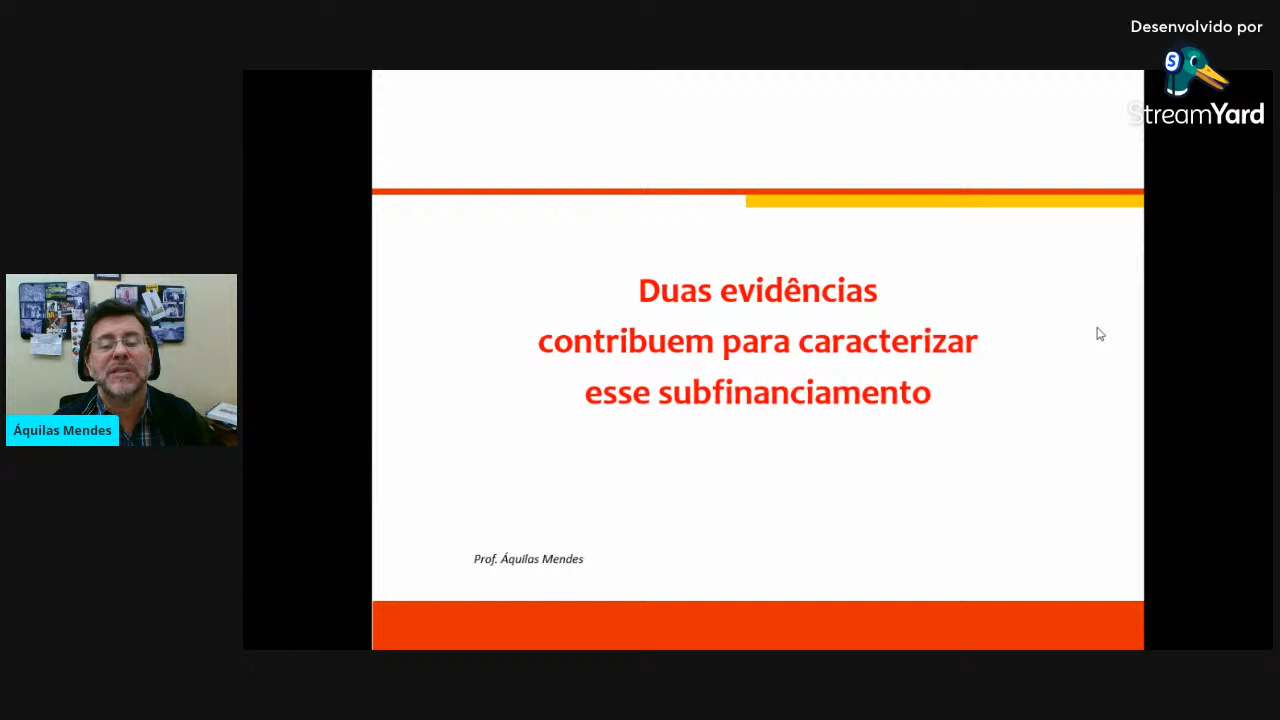 Desenvolvido por
StreamYard
Duas evidências
contribuem para caracterizar
esse subfinanciamento
Áquilas Mendes
Prof. Áquilas Mendes